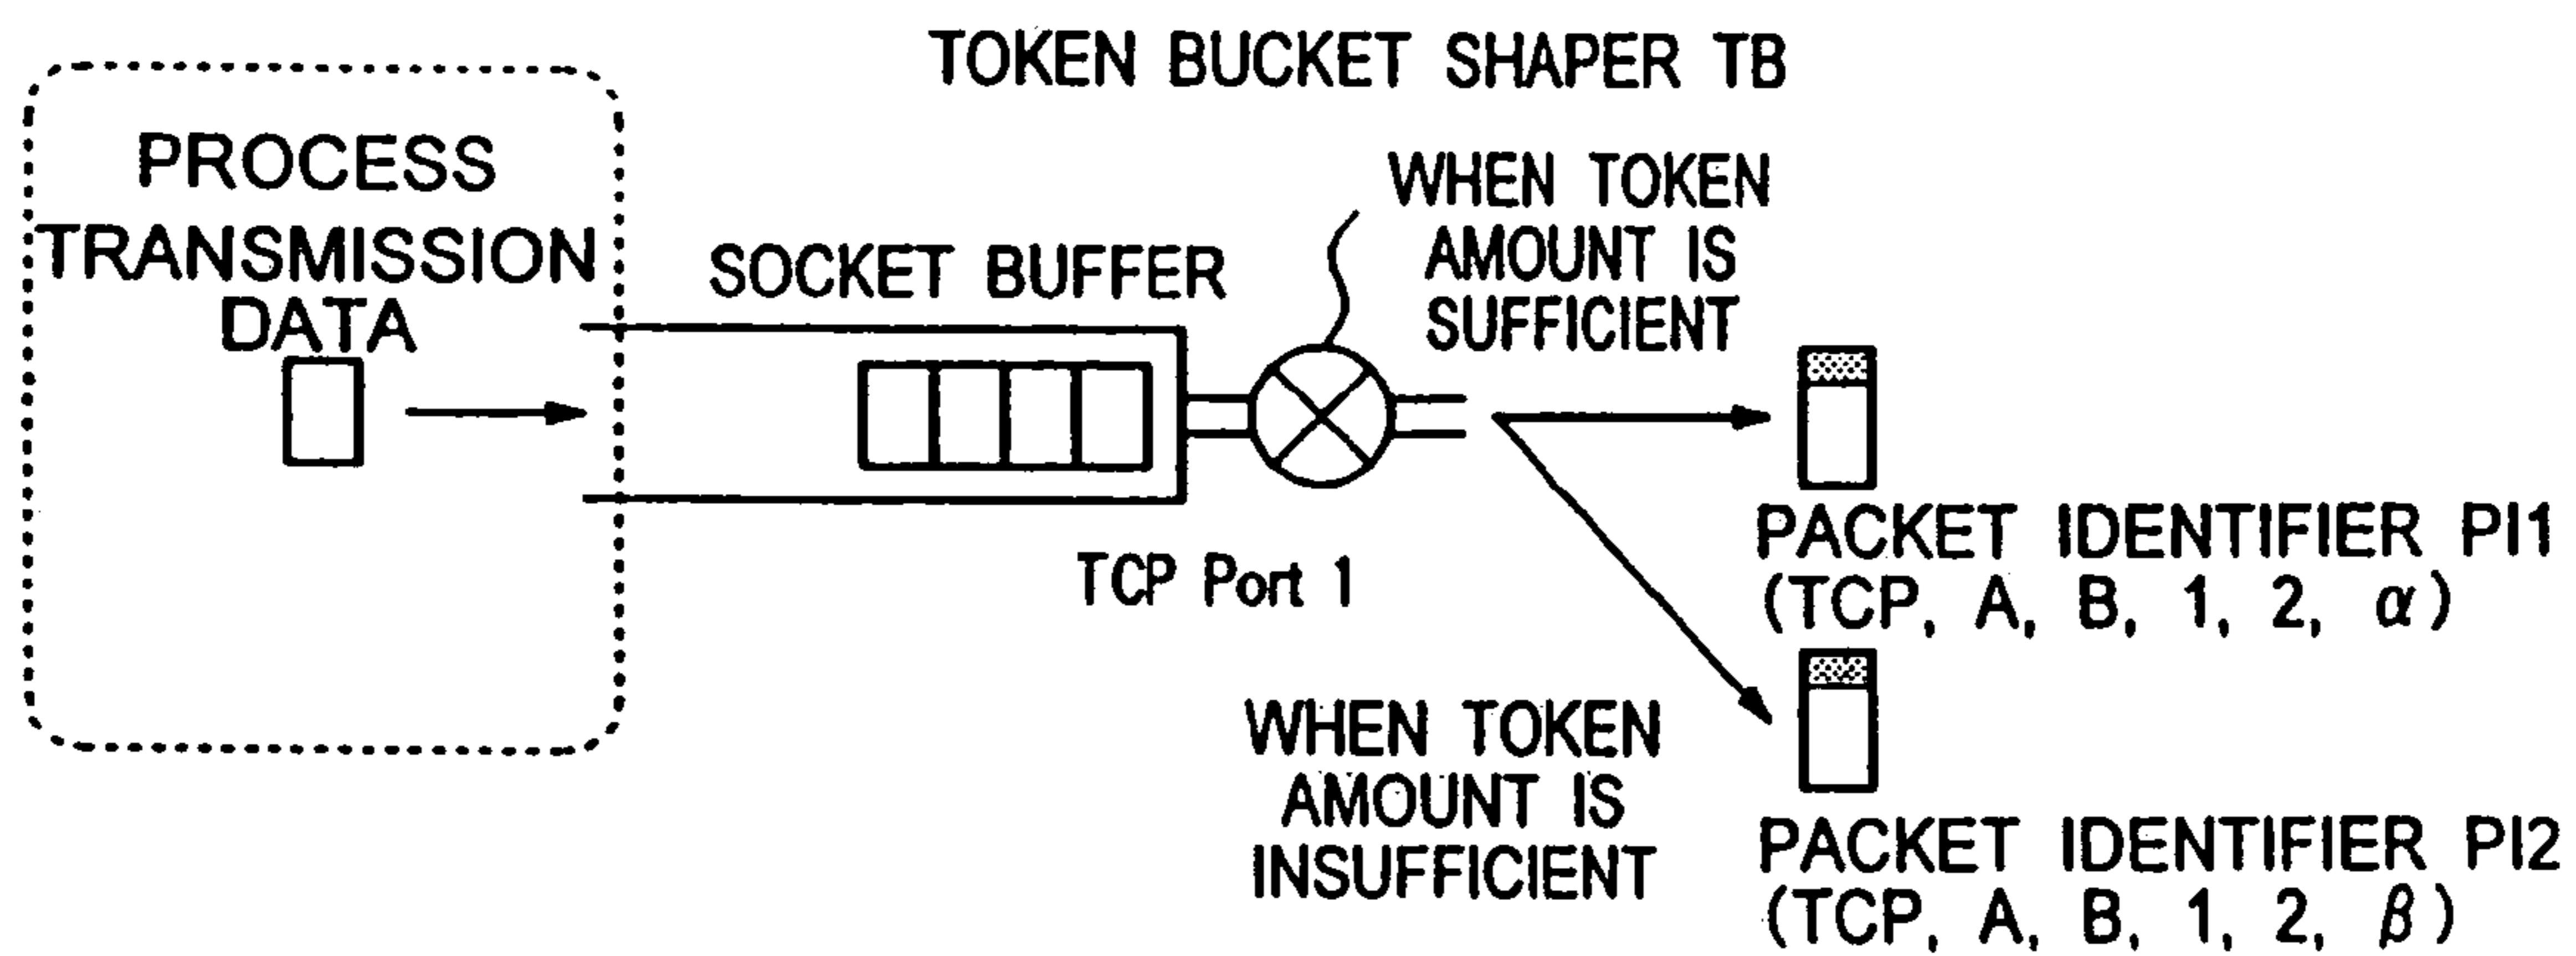 TOKEN BUCKET SHAPER TB
PROCESS
TRANSMISSION
DATA
SOCKET BUFFER
WHEN TOKEN
AMOUNT IS
SUFFICIENT
TCP Port 1
PACKET IDENTIFIER PI1
(TCP, A, B, 1, 2, α)
WHEN TOKEN
AMOUNT IS
INSUFFICIENT
PACKET IDENTIFIER PI2
(TCP, A, B, 1, 2, β)